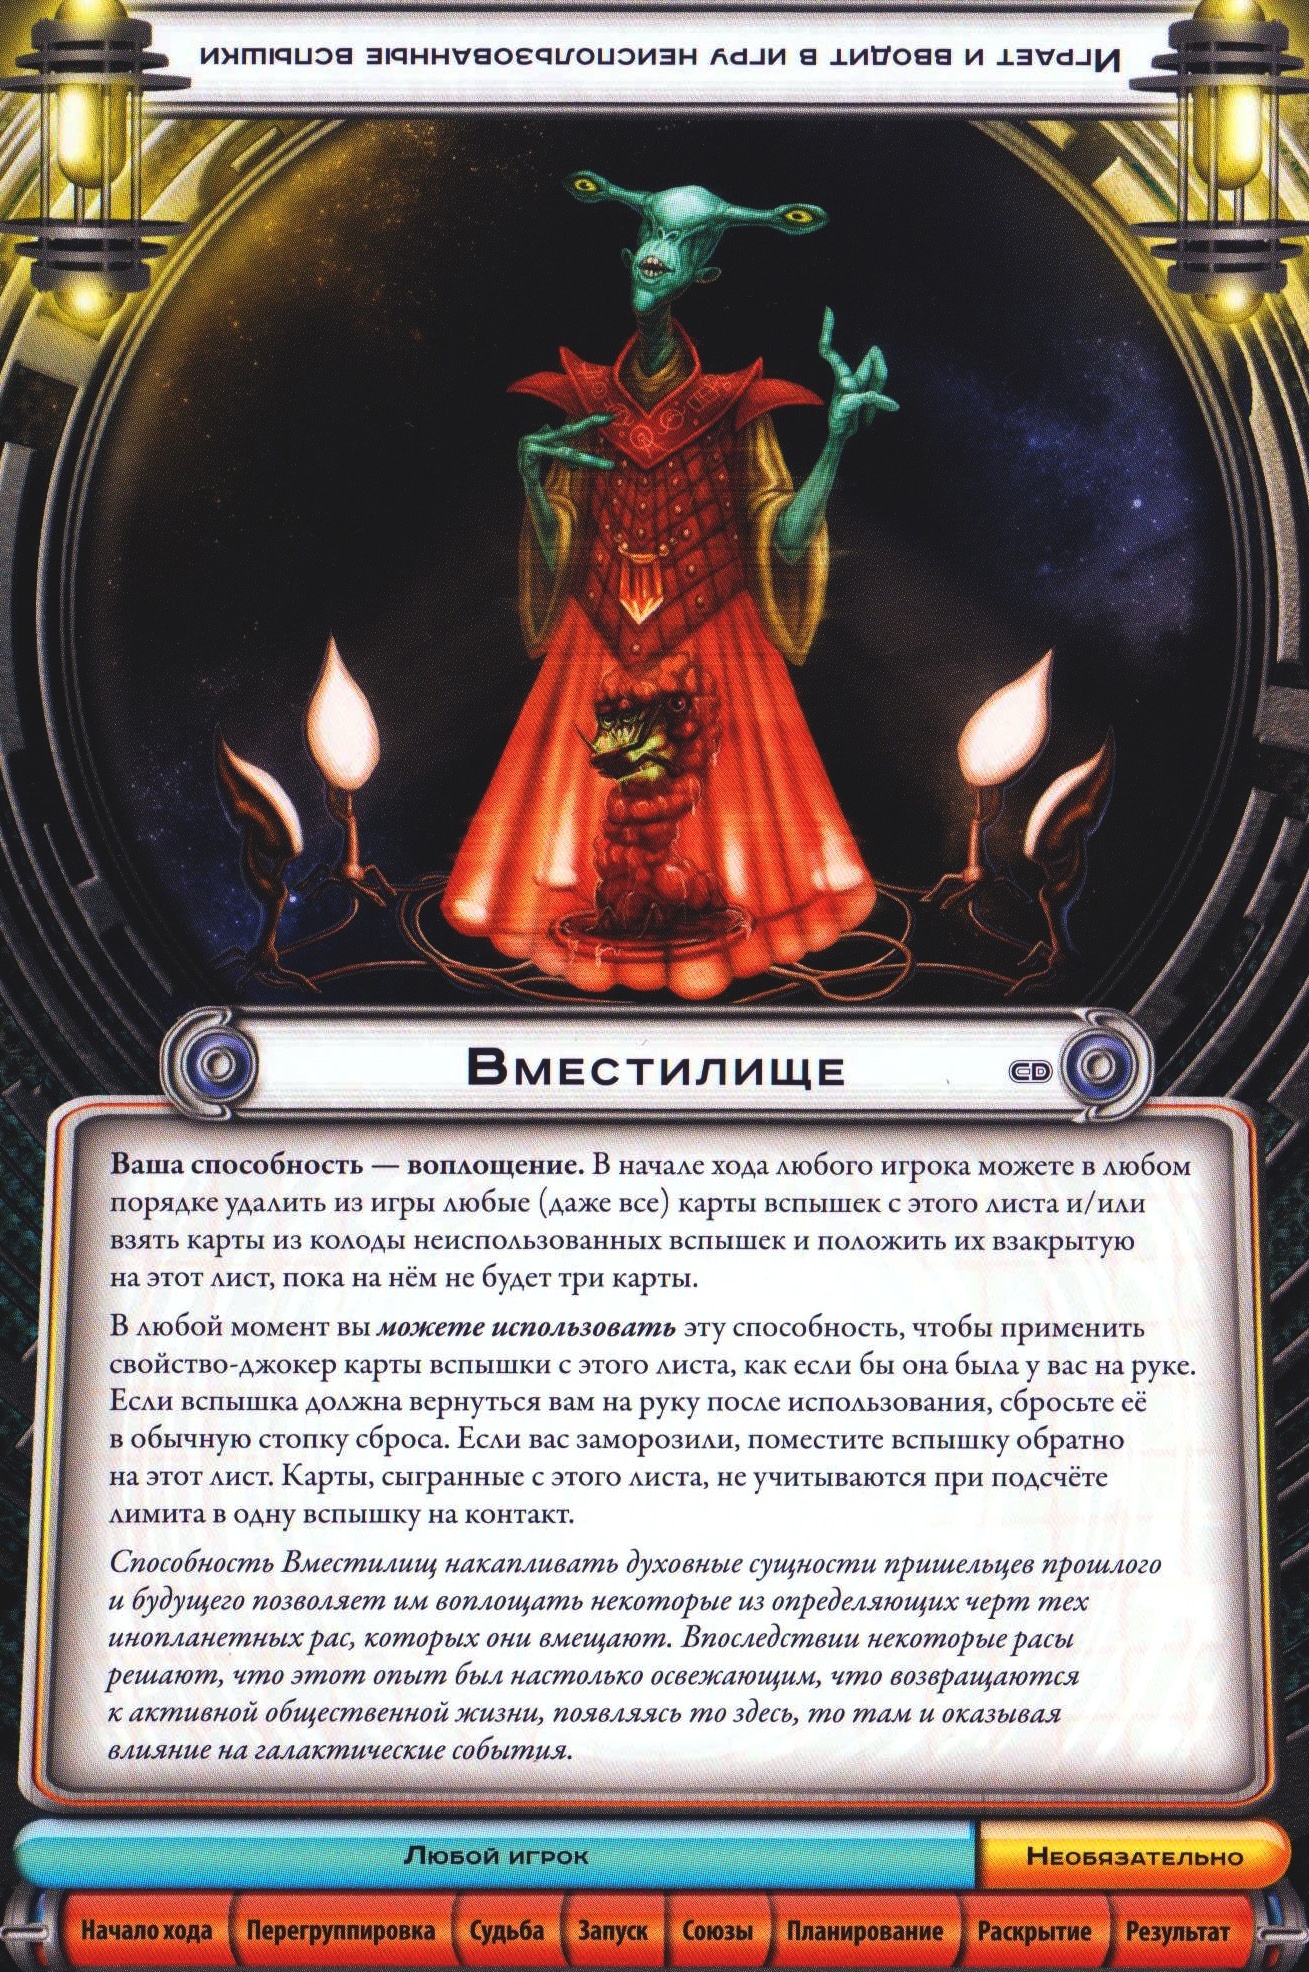 Играет и вводит в игру неиспользованные вспышки
Вместилище
CD
Ваша способность — воплощение. В начале хода любого игрока можете в любом
порядке удалить из игры любые (даже все) карты вспышек с этого листа и/или
взять карты из колоды неиспользованных вспышек и положить их взакрытую
на этот лист, пока на нём не будет три карты.
В любой момент вы можете использовать эту способность, чтобы применить
свойство-джокер карты вспышки с этого листа, как если бы она была у вас на руке.
Если вспышка должна вернуться вам на руку после использования, сбросьте её
в обычную стопку сброса. Если вас заморозили, поместите вспышку обратно
на этот лист. Карты, сыгранные с этого листа, не учитываются при подсчёте
лимита в одну вспышку на контакт.
Способность Вместилищ накапливать духовные сущности пришельцев прошлого
и будущего позволяет им воплощать некоторые из определяющих черт тех
инопланетных рас, которых они вмещают. Впоследствии некоторые расы
решают, что этот опыт был настолько освежающим, что возвращаются
к активной общественной жизни, появляясь то здесь, то там и оказывая
влияние на галактические события.
Любой игрок Необязательно
Начало хода Перегруппировка Судьба Запуск Союзы Планирование Раскрытие Результат